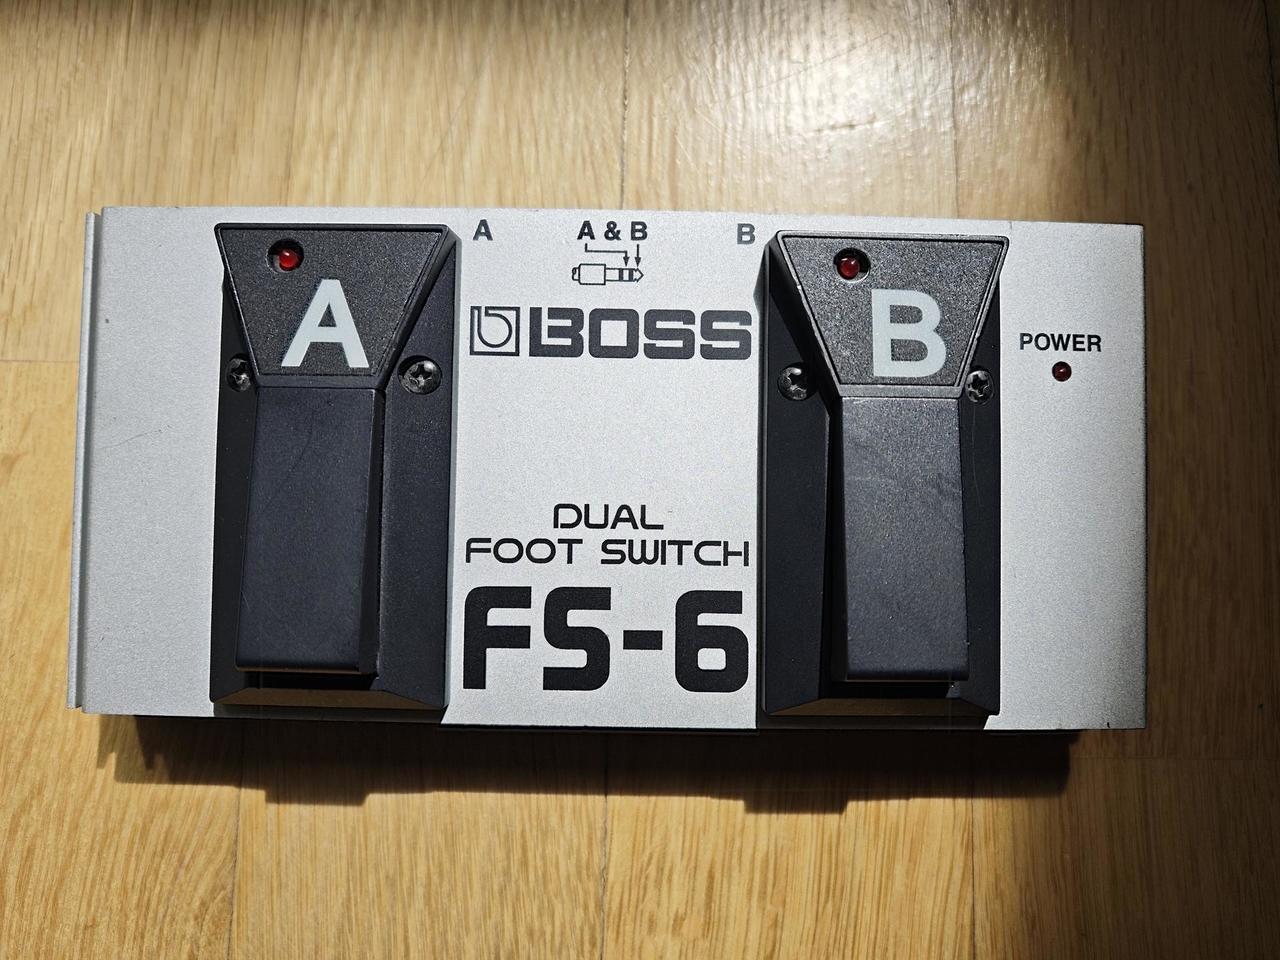 A
A & B
B
BOSS
A
B
POWER
DUAL
FOOT SWITCH
FS-6